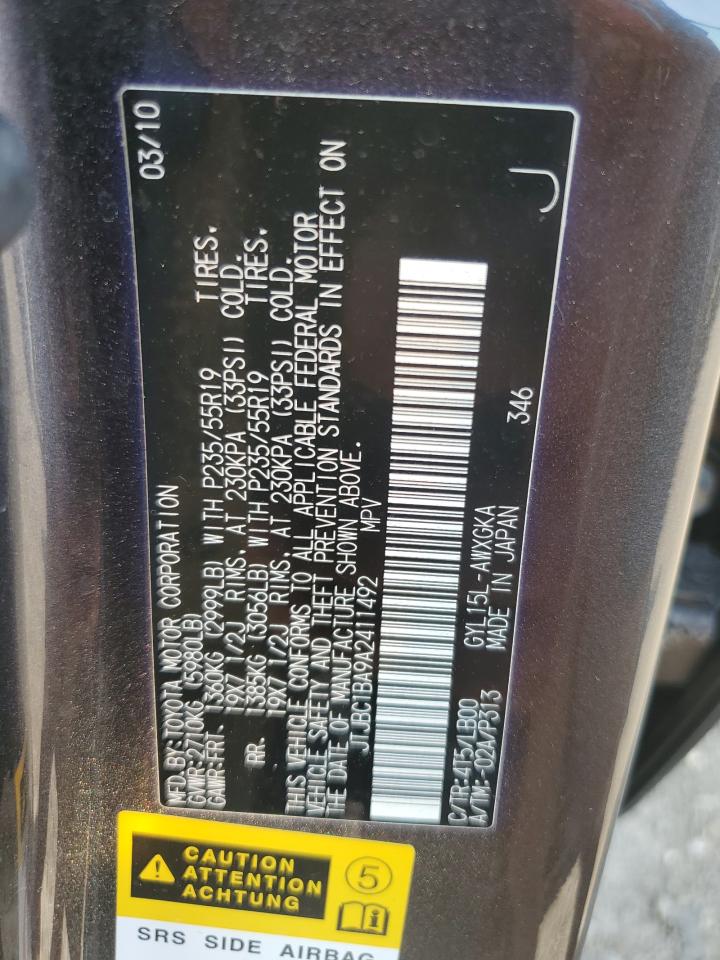 MFD.BY:TOYOTA MOTOR CORPORATION 03/10
GVWR:2710KG (5980LB)
GAWR:FRT. 1360KG (2999LB) WITH P235/55R19 TIRES,
19X7 1/2J RIMS, AT 230KPA (33PSI) COLD.
RR. 1385KG (3056LB) WITH P235/55R19 TIRES,
19X7 1/2J RIMS, AT 230KPA (33PSI) COLD.
THIS VEHICLE CONFORMS TO ALL APPLICABLE FEDERAL MOTOR
VEHICLE SAFETY AND THEFT PREVENTION STANDARDS IN EFFECT ON
THE DATE OF MANUFACTURE SHOWN ABOVE.
JTJBC1BA9A2411492 MPV
C/TR:4T5/LB00 GYL15L-AWXGKA 346
A/TM:-02A/P313 MADE IN JAPAN
J
CAUTION
ATTENTION
ACHTUNG
5
SRS SIDE AIRBAG